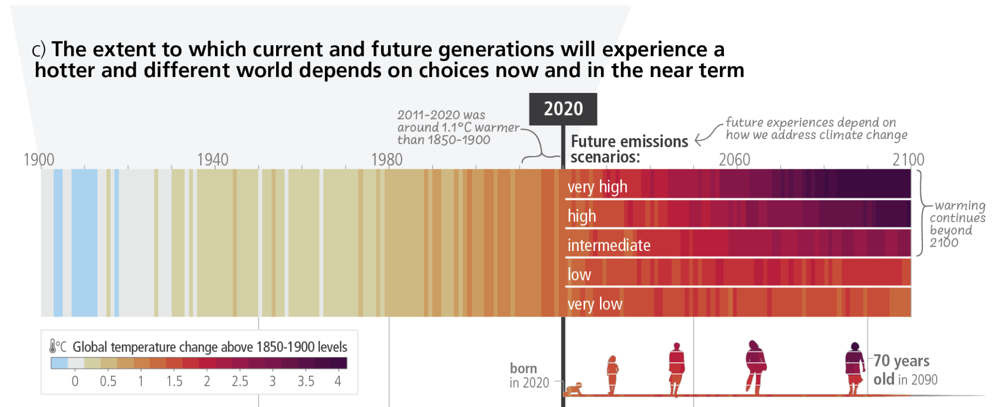 c) The extent to which current and future generations will experience a
hotter and different world depends on choices now and in the near term
2020
2011-2020 was
around 1.1°C warmer
than 1850-1900
future experiences depend on
how we address climate change
Future emissions
scenarios:
1900 1940 1980 2060 2100
very high
high
intermediate
low
very low
warming
continues
beyond
2100
°C Global temperature change above 1850-1900 levels
0 0.5 1 1.5 2 2.5 3 3.5 4
born
in 2020
70 years
old in 2090